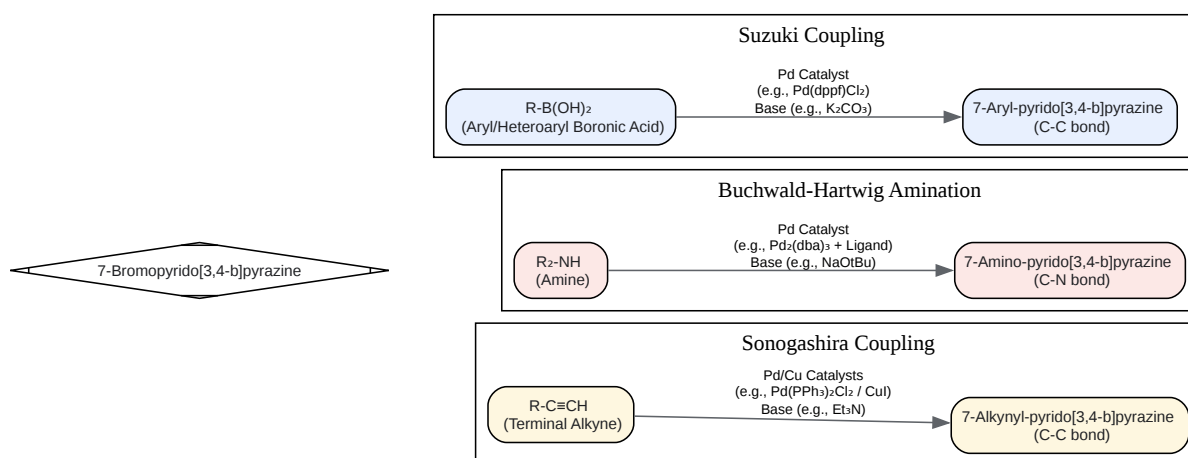 Suzuki Coupling
R-B(OH)₂
(Aryl/Heteroaryl Boronic Acid)
Pd Catalyst
(e.g., Pd(dppf)Cl₂)
Base (e.g., K₂CO₃)
7-Aryl-pyrido[3,4-b]pyrazine
(C-C bond)
7-Bromopyrido[3,4-b]pyrazine
Buchwald-Hartwig Amination
R₂-NH
(Amine)
Pd Catalyst
(e.g., Pd₂(dba)₃ + Ligand)
Base (e.g., NaOtBu)
7-Amino-pyrido[3,4-b]pyrazine
(C-N bond)
Sonogashira Coupling
R-C≡CH
(Terminal Alkyne)
Pd/Cu Catalysts
(e.g., Pd(PPh₃)₂Cl₂ / CuI)
Base (e.g., Et₃N)
7-Alkynyl-pyrido[3,4-b]pyrazine
(C-C bond)